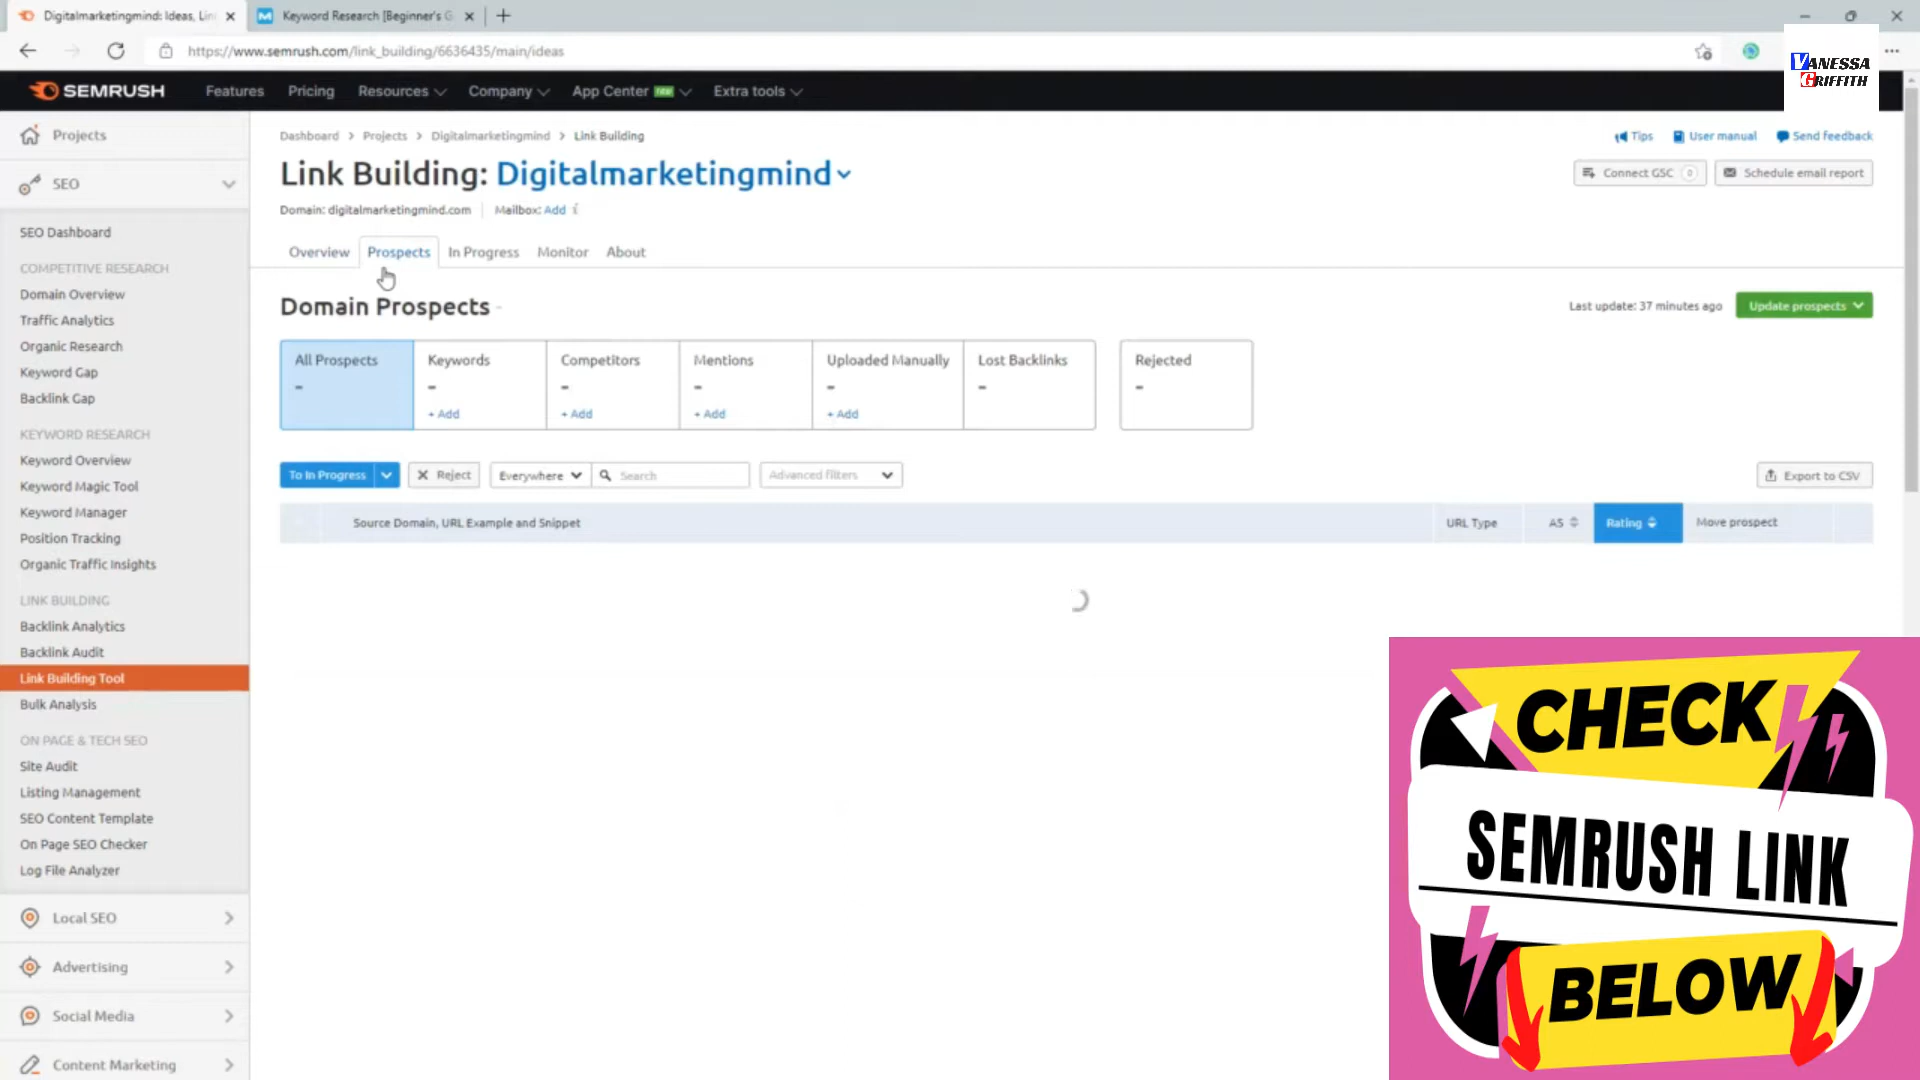 Digitalmarketingmind: Ideas, Lin
Keyword Research [Beginner's G
https://www.semrush.com/link_building/6636435/main/ideas
VANESSA
GRIFFITH
SEMRUSH
Features
Pricing
Resources
Company
App Center
Extra tools
Projects
SEO
SEO Dashboard
COMPETITIVE RESEARCH
Domain Overview
Traffic Analytics
Organic Research
Keyword Gap
Backlink Gap
KEYWORD RESEARCH
Keyword Overview
Keyword Magic Tool
Keyword Manager
Position Tracking
Organic Traffic Insights
LINK BUILDING
Backlink Analytics
Backlink Audit
Link Building Tool
Bulk Analysis
ON PAGE & TECH SEO
Site Audit
Listing Management
SEO Content Template
On Page SEO Checker
Log File Analyzer
Local SEO
Advertising
Social Media
Content Marketing
Dashboard > Projects > Digitalmarketingmind > Link Building
Tips
User manual
Send feedback
Link Building: Digitalmarketingmind
Connect GSC 0
Schedule email report
Domain: digitalmarketingmind.com
Mailbox: Add i
Overview
Prospects
In Progress
Monitor
About
Domain Prospects -
Last update: 37 minutes ago
Update prospects
All Prospects
-
Keywords
-
+ Add
Competitors
-
+ Add
Mentions
-
+ Add
Uploaded Manually
-
+ Add
Lost Backlinks
-
Rejected
-
To In Progress
Reject
Everywhere
Search
Advanced filters
Export to CSV
Source Domain, URL Example and Snippet
URL Type
AS
Rating
Move prospect
CHECK
SEMRUSH LINK
BELOW